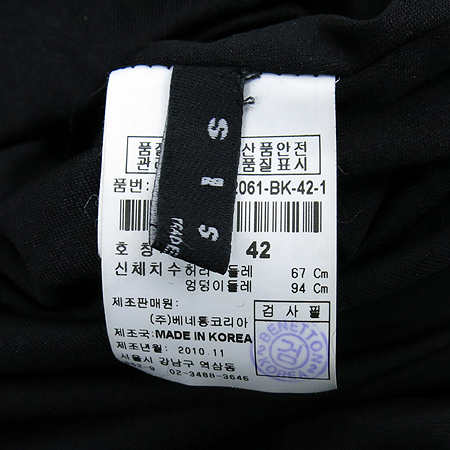 S I S
TRADE
품질 산품안전
관 품질표시
품번: 2061-BK-42-1
호칭 42
신체치수 허리둘레 67 Cm
엉덩이둘레 94 Cm
제조판매원:
(주)베네통코리아
제조국: MADE IN KOREA
제조년월: 2010.11
서울시 강남구 역삼동
02-3488-3646
검사필
BENETTON KOREA